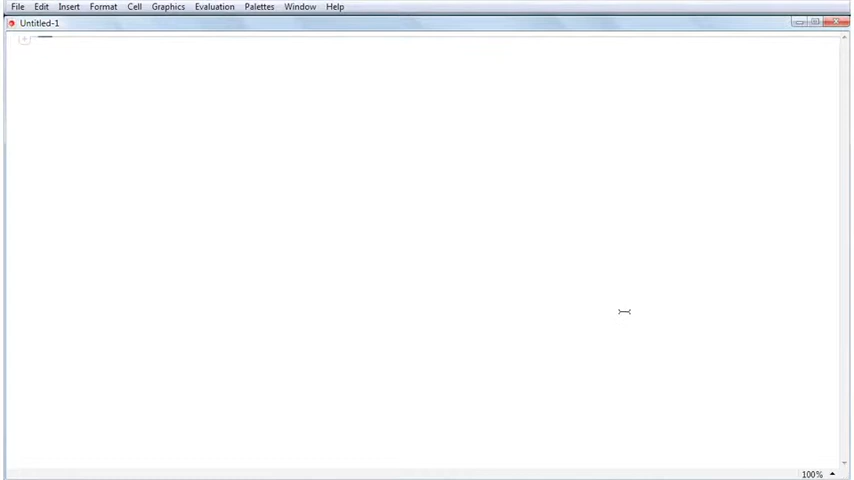 File Edit Insert Format Cell Graphics Evaluation Palettes Window Help
Untitled-1
100%